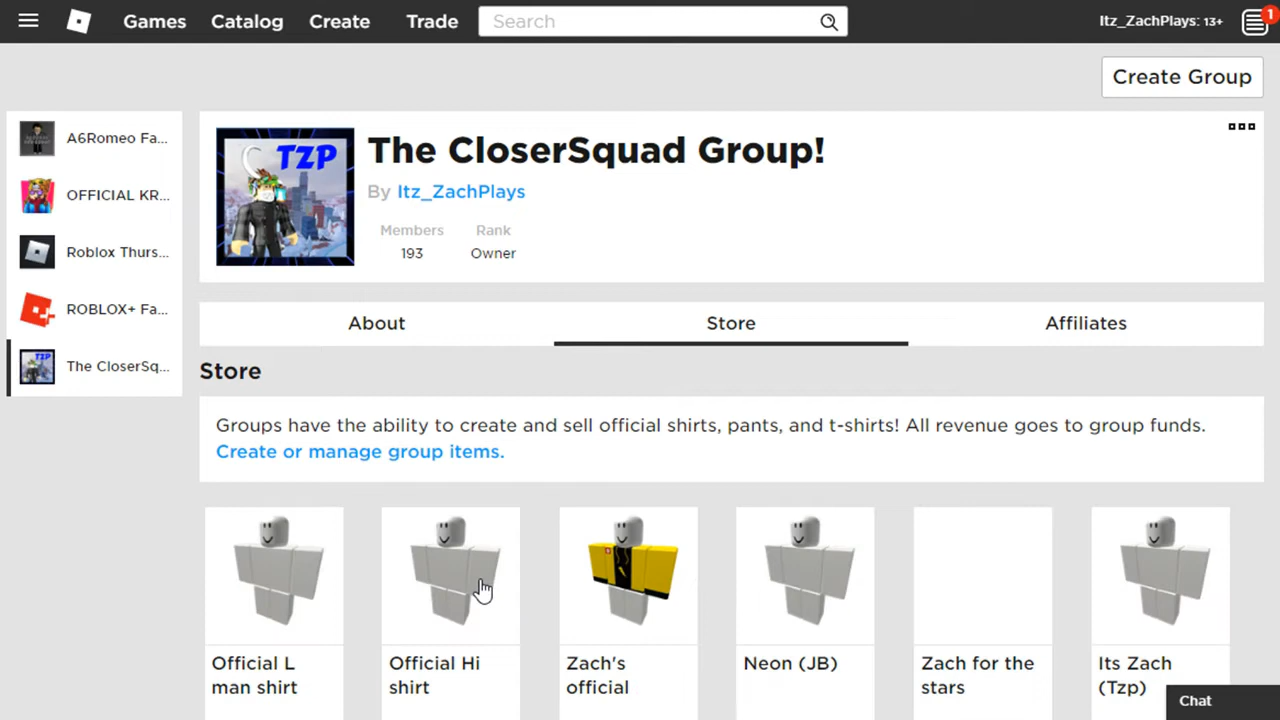 Games Catalog Create Trade Search Itz_ZachPlays: 13+ 1
Create Group
A6Romeo Fa...
OFFICIAL KR...
Roblox Thurs...
ROBLOX+ Fa...
TZP The CloserSq...
TZP
The CloserSquad Group!
By Itz_ZachPlays
Members Rank
193 Owner
About Store Affiliates
Store
Groups have the ability to create and sell official shirts, pants, and t-shirts! All revenue goes to group funds.
Create or manage group items.
Official L man shirt
Official Hi shirt
Zach's official
Neon (JB)
Zach for the stars
Its Zach (Tzp)
Chat